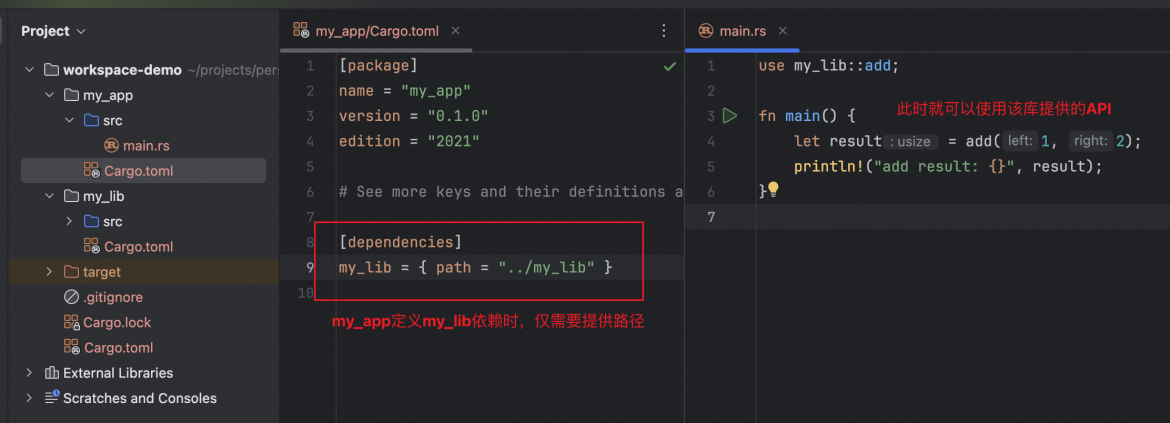 Project
workspace-demo ~/projects/per
my_app
src
main.rs
Cargo.toml
my_lib
src
Cargo.toml
target
.gitignore
Cargo.lock
Cargo.toml
External Libraries
Scratches and Consoles
my_app/Cargo.toml
1 [package]
2 name = "my_app"
3 version = "0.1.0"
4 edition = "2021"
5
6 # See more keys and their definitions a
7
8 [dependencies]
9 my_lib = { path = "../my_lib" }
10
my_app定义my_lib依赖时，仅需要提供路径
main.rs
1 use my_lib::add;
2
此时就可以使用该库提供的API
3 fn main() {
4 let result : usize = add( left: 1, right: 2);
5 println!("add result: {}", result);
6 }
7